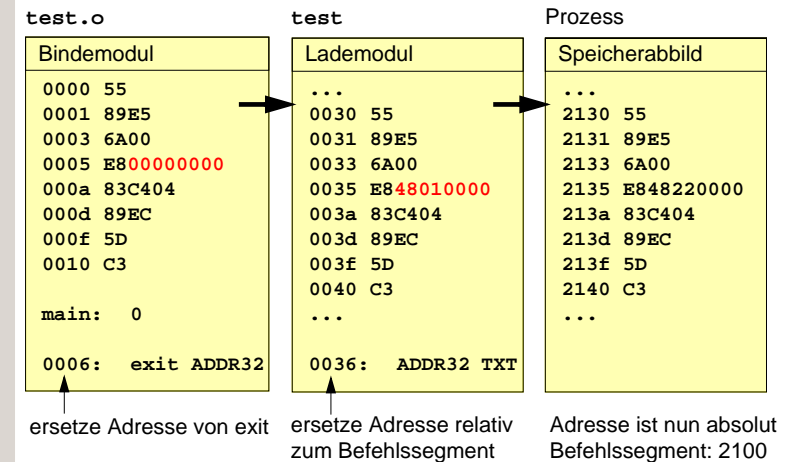 test.o
Bindemodul
0000 55
0001 89E5
0003 6A00
0005 E800000000
000a 83C404
000d 89EC
000f 5D
0010 C3
main: 0
0006: exit ADDR32
ersetze Adresse von exit
test
Lademodul
...
0030 55
0031 89E5
0033 6A00
0035 E848010000
003a 83C404
003d 89EC
003f 5D
0040 C3
...
0036: ADDR32 TXT
ersetze Adresse relativ
zum Befehlssegment
Prozess
Speicherabbild
...
2130 55
2131 89E5
2133 6A00
2135 E848220000
213a 83C404
213d 89EC
213f 5D
2140 C3
...
Adresse ist nun absolut
Befehlssegment: 2100